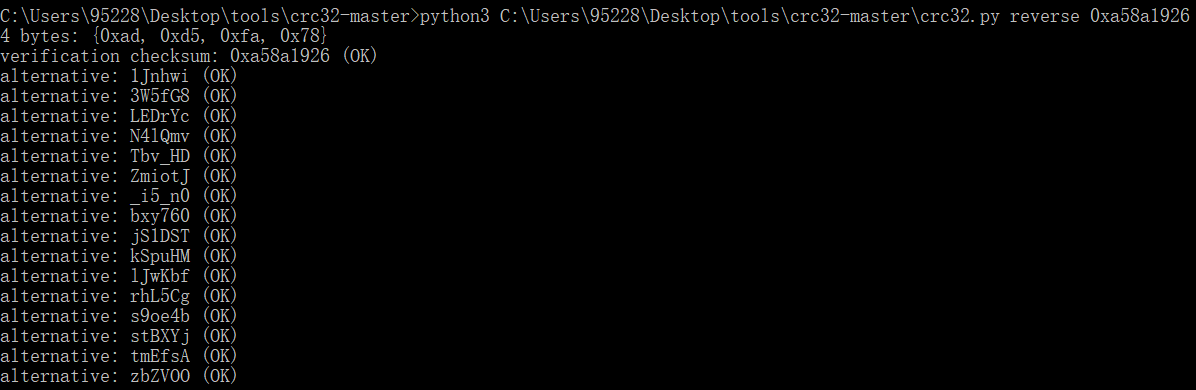 C:\Users\95228\Desktop\tools\crc32-master>python3 C:\Users\95228\Desktop\tools\crc32-master\crc32.py reverse 0xa58a1926
4 bytes: {0xad, 0xd5, 0xfa, 0x78}
verification checksum: 0xa58a1926 (OK)
alternative: 1Jnhwi (OK)
alternative: 3W5fG8 (OK)
alternative: LEDrYc (OK)
alternative: N4lQmv (OK)
alternative: Tbv_HD (OK)
alternative: ZmiotJ (OK)
alternative: _i5_n0 (OK)
alternative: bxy760 (OK)
alternative: jSlDST (OK)
alternative: kSpuHM (OK)
alternative: lJwKbf (OK)
alternative: rhL5Cg (OK)
alternative: s9oe4b (OK)
alternative: stBXYj (OK)
alternative: tmEfsA (OK)
alternative: zbZVOO (OK)